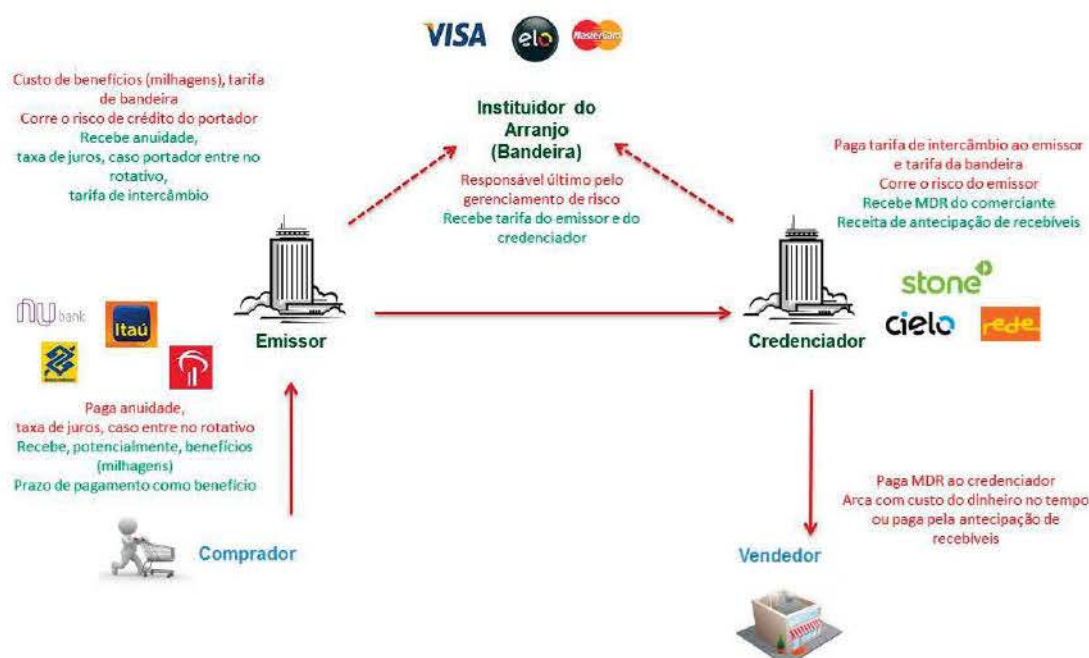 VISA
elo
MasterCard
Custo de benefícios (milhagens), tarifa
de bandeira
Corre o risco de crédito do portador
Recebe anuidade,
taxa de juros, caso portador entre no
rotativo,
tarifa de intercâmbio
Instituidor do
Arranjo
(Bandeira)
Responsável último pelo
gerenciamento de risco
Recebe tarifa do emissor e do
credenciador
Paga tarifa de intercâmbio ao emissor
e tarifa da bandeira
Corre o risco do emissor
Recebe MDR do comerciante
Receita de antecipação de recebíveis
nu bank
Itaú
Emissor
stone
cielo
rede
Credenciador
Paga anuidade,
taxa de juros, caso entre no rotativo
Recebe, potencialmente, benefícios
(milhagens)
Prazo de pagamento como benefício
Comprador
Paga MDR ao credenciador
Arca com custo do dinheiro no tempo
ou paga pela antecipação de
recebíveis
Vendedor